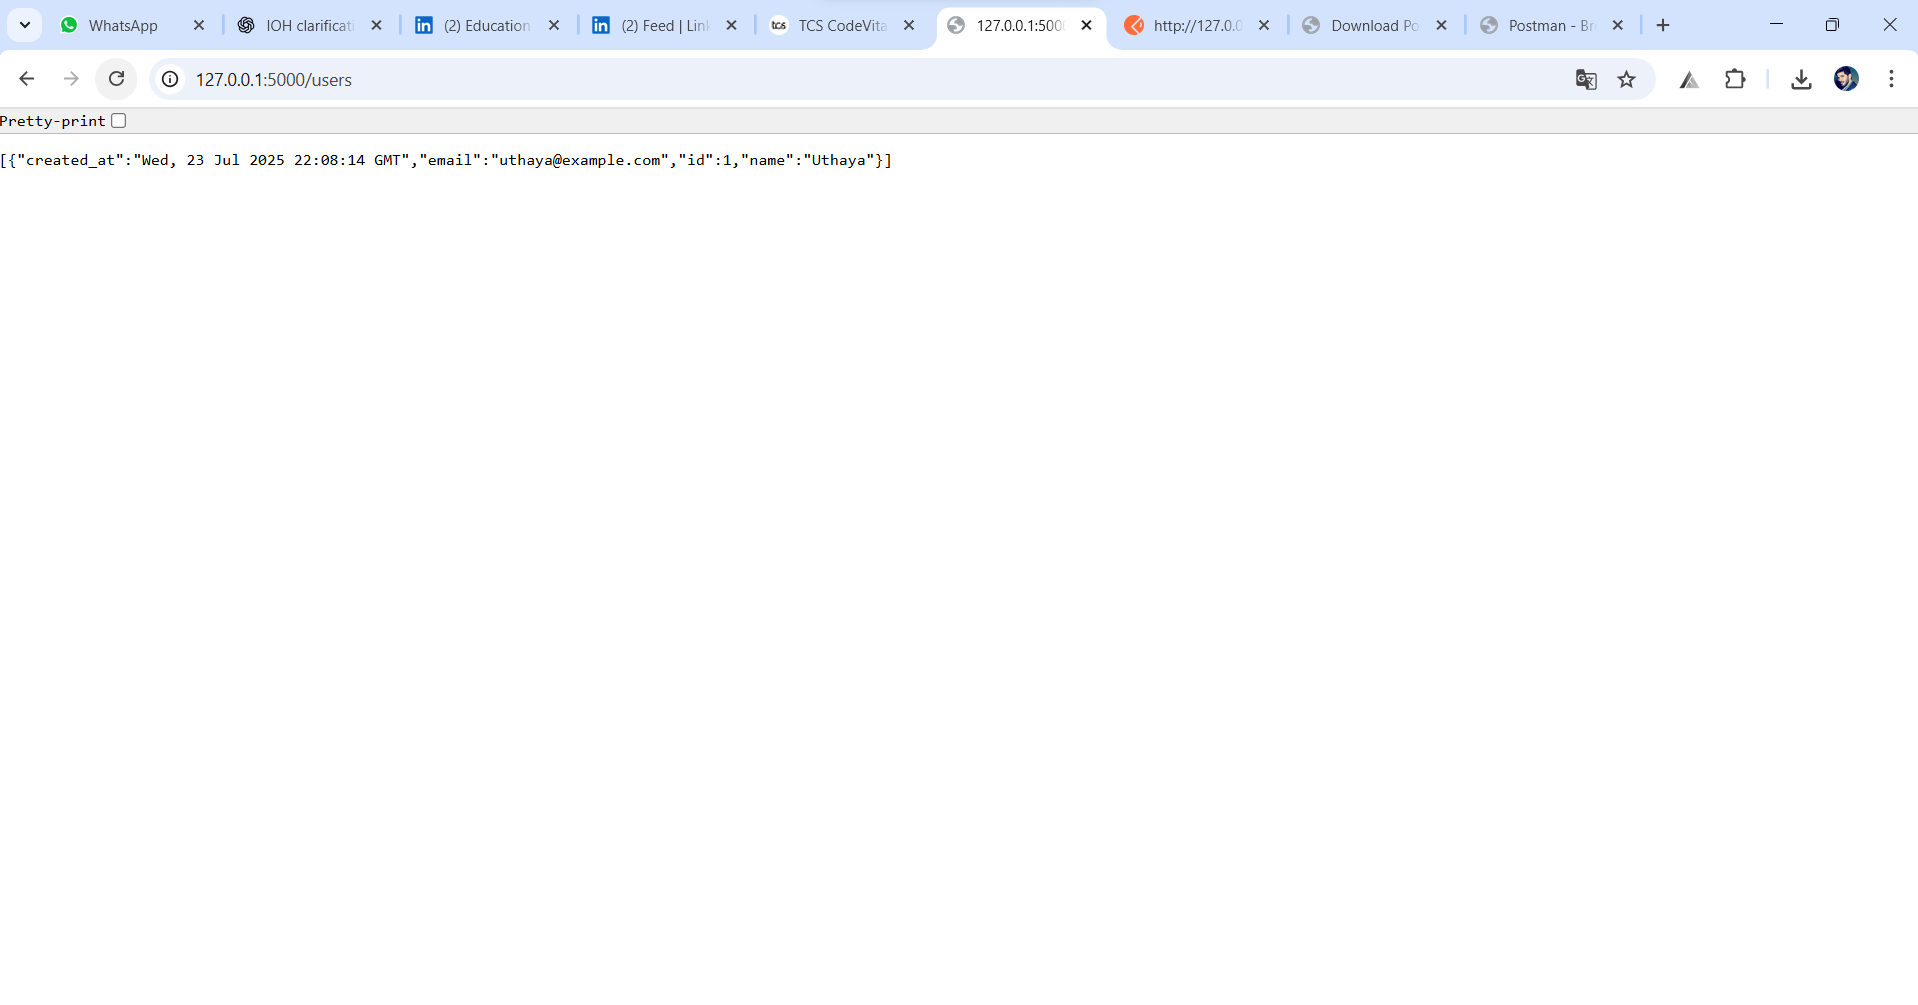 WhatsApp
IOH clarificati
(2) Education
(2) Feed | Link
TCS CodeVita
127.0.0.1:5000
http://127.0.0
Download Po
Postman - Br
127.0.0.1:5000/users
Pretty-print
[{"created_at":"Wed, 23 Jul 2025 22:08:14 GMT","email":"uthaya@example.com","id":1,"name":"Uthaya"}]